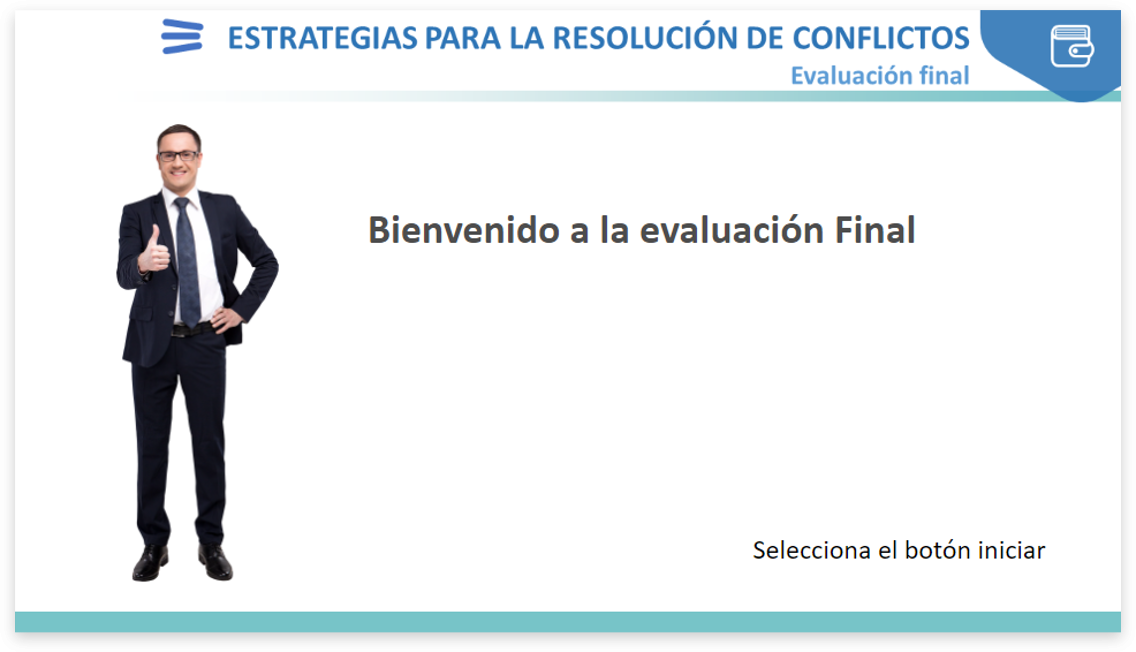 ESTRATEGIAS PARA LA RESOLUCIÓN DE CONFLICTOS
Evaluación final
Bienvenido a la evaluación Final
Selecciona el botón iniciar